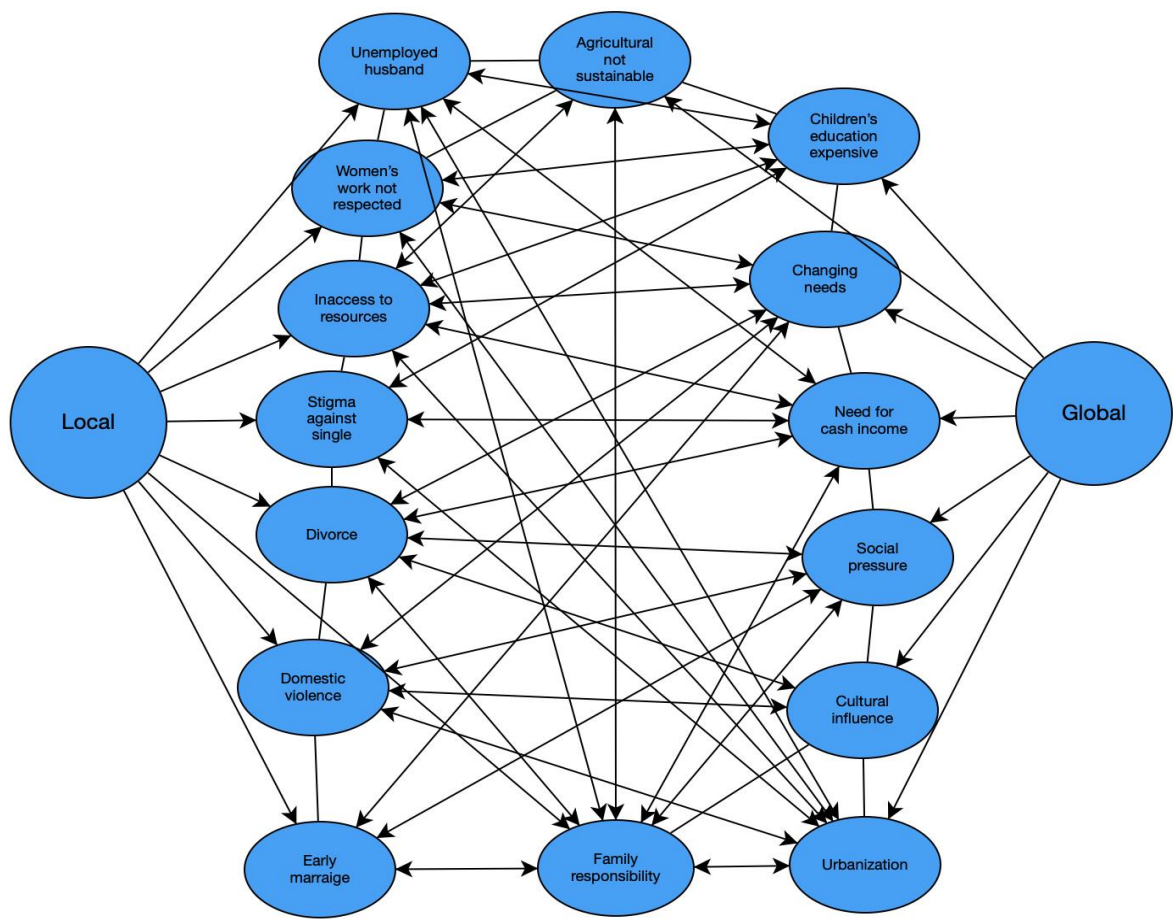 Unemployed
husband
Agricultural
not
sustainable
Children's
education
expensive
Women's
work not
respected
Changing
needs
Inaccess to
resources
Local
Stigma
against
single
Need for
cash income
Global
Divorce
Social
pressure
Domestic
violence
Cultural
influence
Early
marraige
Family
responsibility
Urbanization